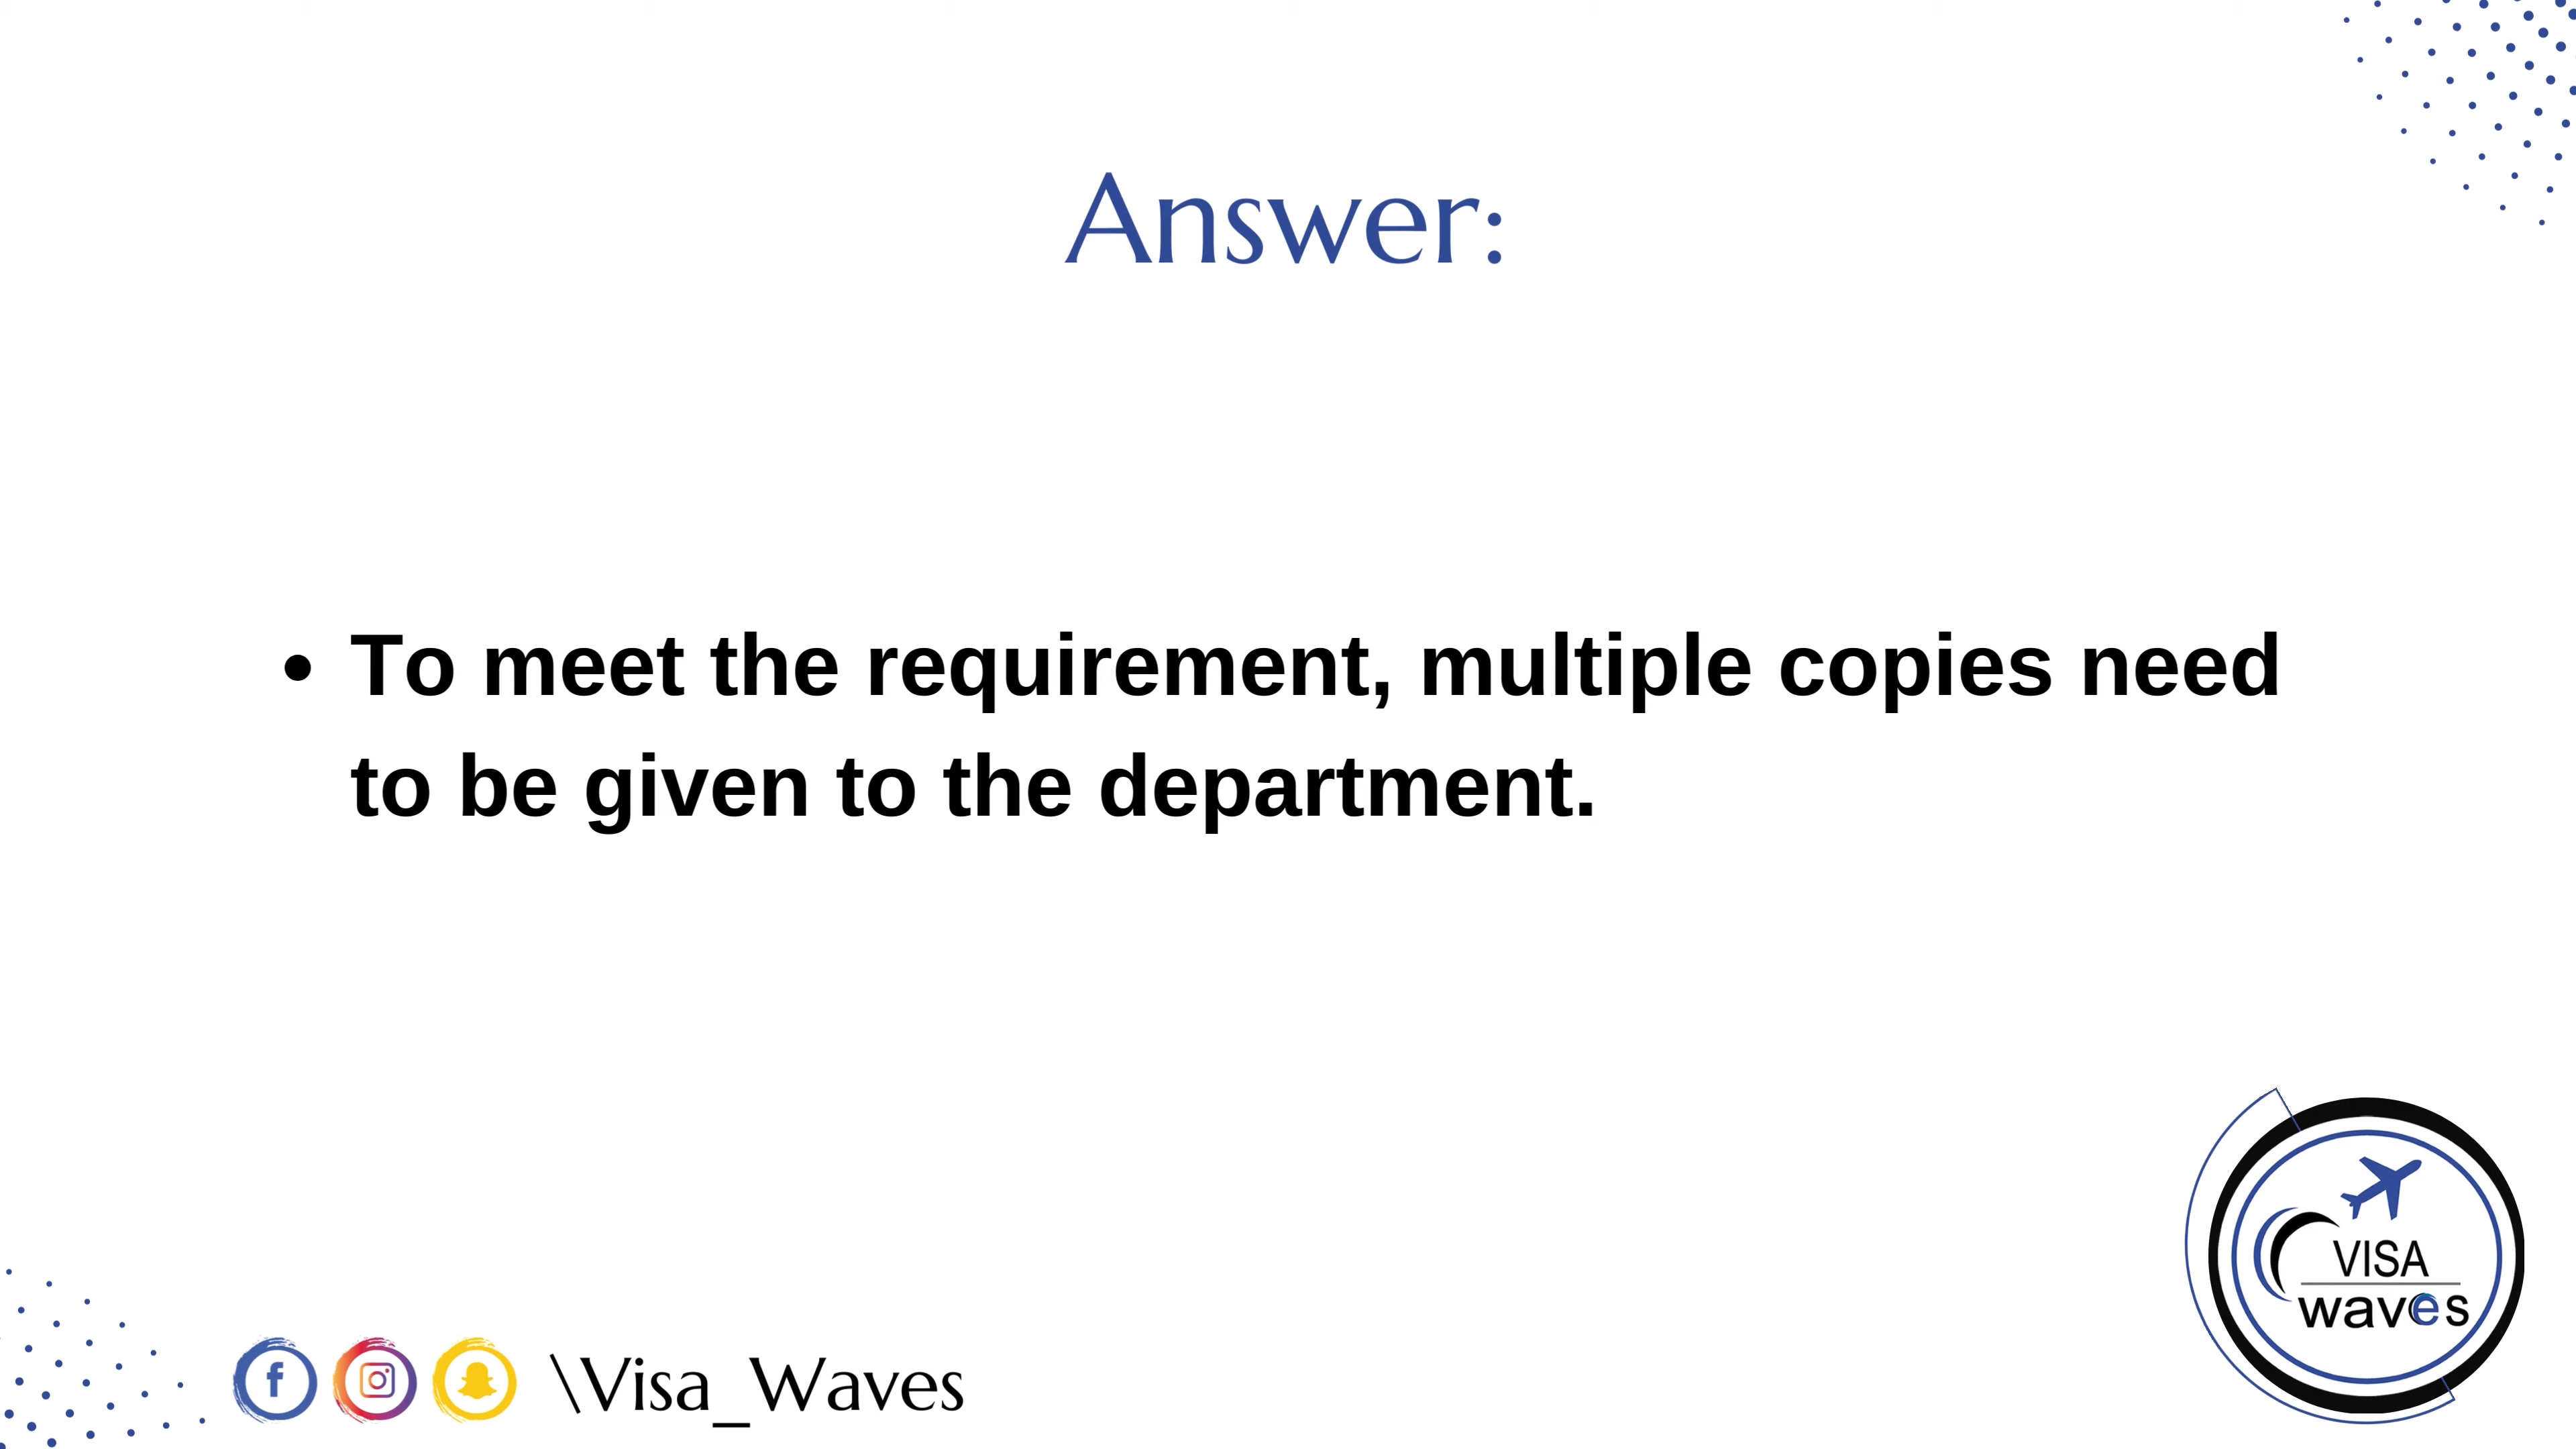 Answer:
• To meet the requirement, multiple copies need
to be given to the department.
VISA
waves
\Visa_Waves